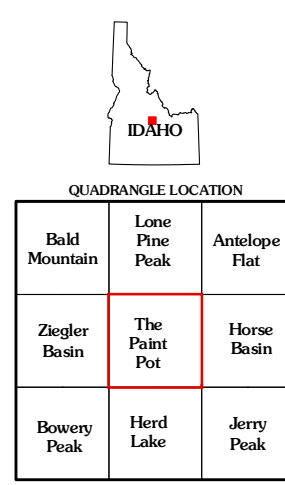 IDAHO
QUADRANGLE LOCATION
Bald
Mountain
Lone
Pine
Peak
Antelope
Flat
Ziegler
Basin
The
Paint
Pot
Horse
Basin
Bowery
Peak
Herd
Lake
Jerry
Peak